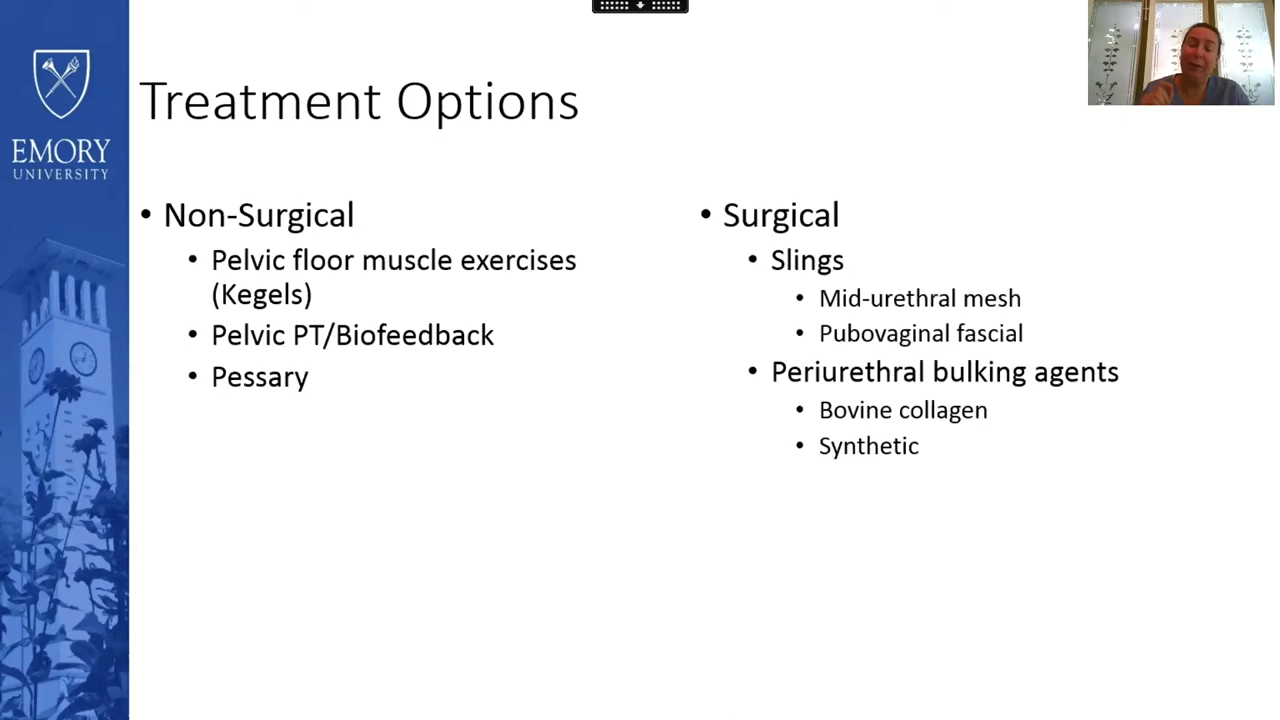 EMORY
UNIVERSITY
Treatment Options
• Non-Surgical
• Pelvic floor muscle exercises
(Kegels)
• Pelvic PT/Biofeedback
• Pessary
• Surgical
• Slings
• Mid-urethral mesh
• Pubovaginal fascial
• Periurethral bulking agents
• Bovine collagen
• Synthetic